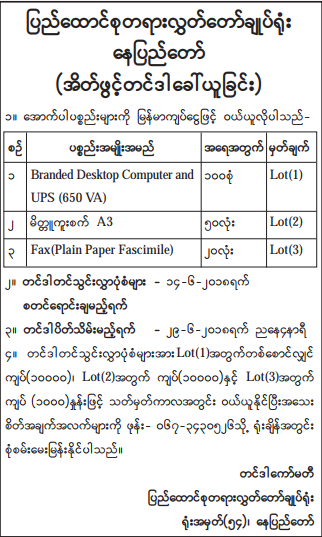 ပြည်ထောင်စုတရားလွှတ်တော်ချုပ်ရုံး
နေပြည်တော်
(အိတ်ဖွင့်တင်ဒါခေါ်ယူခြင်း)
၁။ အောက်ပါပစ္စည်းများကို မြန်မာကျပ်ငွေဖြင့် ဝယ်ယူလိုပါသည်-
စဉ် ပစ္စည်းအမျိုးအမည် အရေအတွက် မှတ်ချက်
၁ Branded Desktop Computer and ၁၀၀စုံ Lot(1)
UPS (650 VA)
၂ မိတ္တူကူးစက် A3 ၅၀လုံး Lot(2)
၃ Fax(Plain Paper Fascimile) ၂၀လုံး Lot(3)
၂။ တင်ဒါတင်သွင်းလွှာပုံစံများ - ၁၄-၆-၂၀၁၈ရက်
စတင်ရောင်းချမည့်ရက်
၃။ တင်ဒါပိတ်သိမ်းမည့်ရက် - ၂၉-၆-၂၀၁၈ရက် ညနေ၄နာရီ
၄။ တင်ဒါတင်သွင်းလွှာပုံစံများအား Lot(1)အတွက်တစ်စောင်လျှင်
ကျပ်(၁၀၀၀၀)၊ Lot(2)အတွက် ကျပ်(၁၀၀၀၀)နှင့် Lot(3)အတွက်
ကျပ် (၁၀၀၀)နှုန်းဖြင့် သတ်မှတ်ကာလအတွင်း ဝယ်ယူနိုင်ပြီးအသေး
စိတ်အချက်အလက်များကို ဖုန်း- ၀၆၇-၃၄၃၀၅၂၆သို့ ရုံးချိန်အတွင်း
စုံစမ်းမေးမြန်းနိုင်ပါသည်။
တင်ဒါကော်မတီ
ပြည်ထောင်စုတရားလွှတ်တော်ချုပ်ရုံး
ရုံးအမှတ်(၅၄)၊ နေပြည်တော်